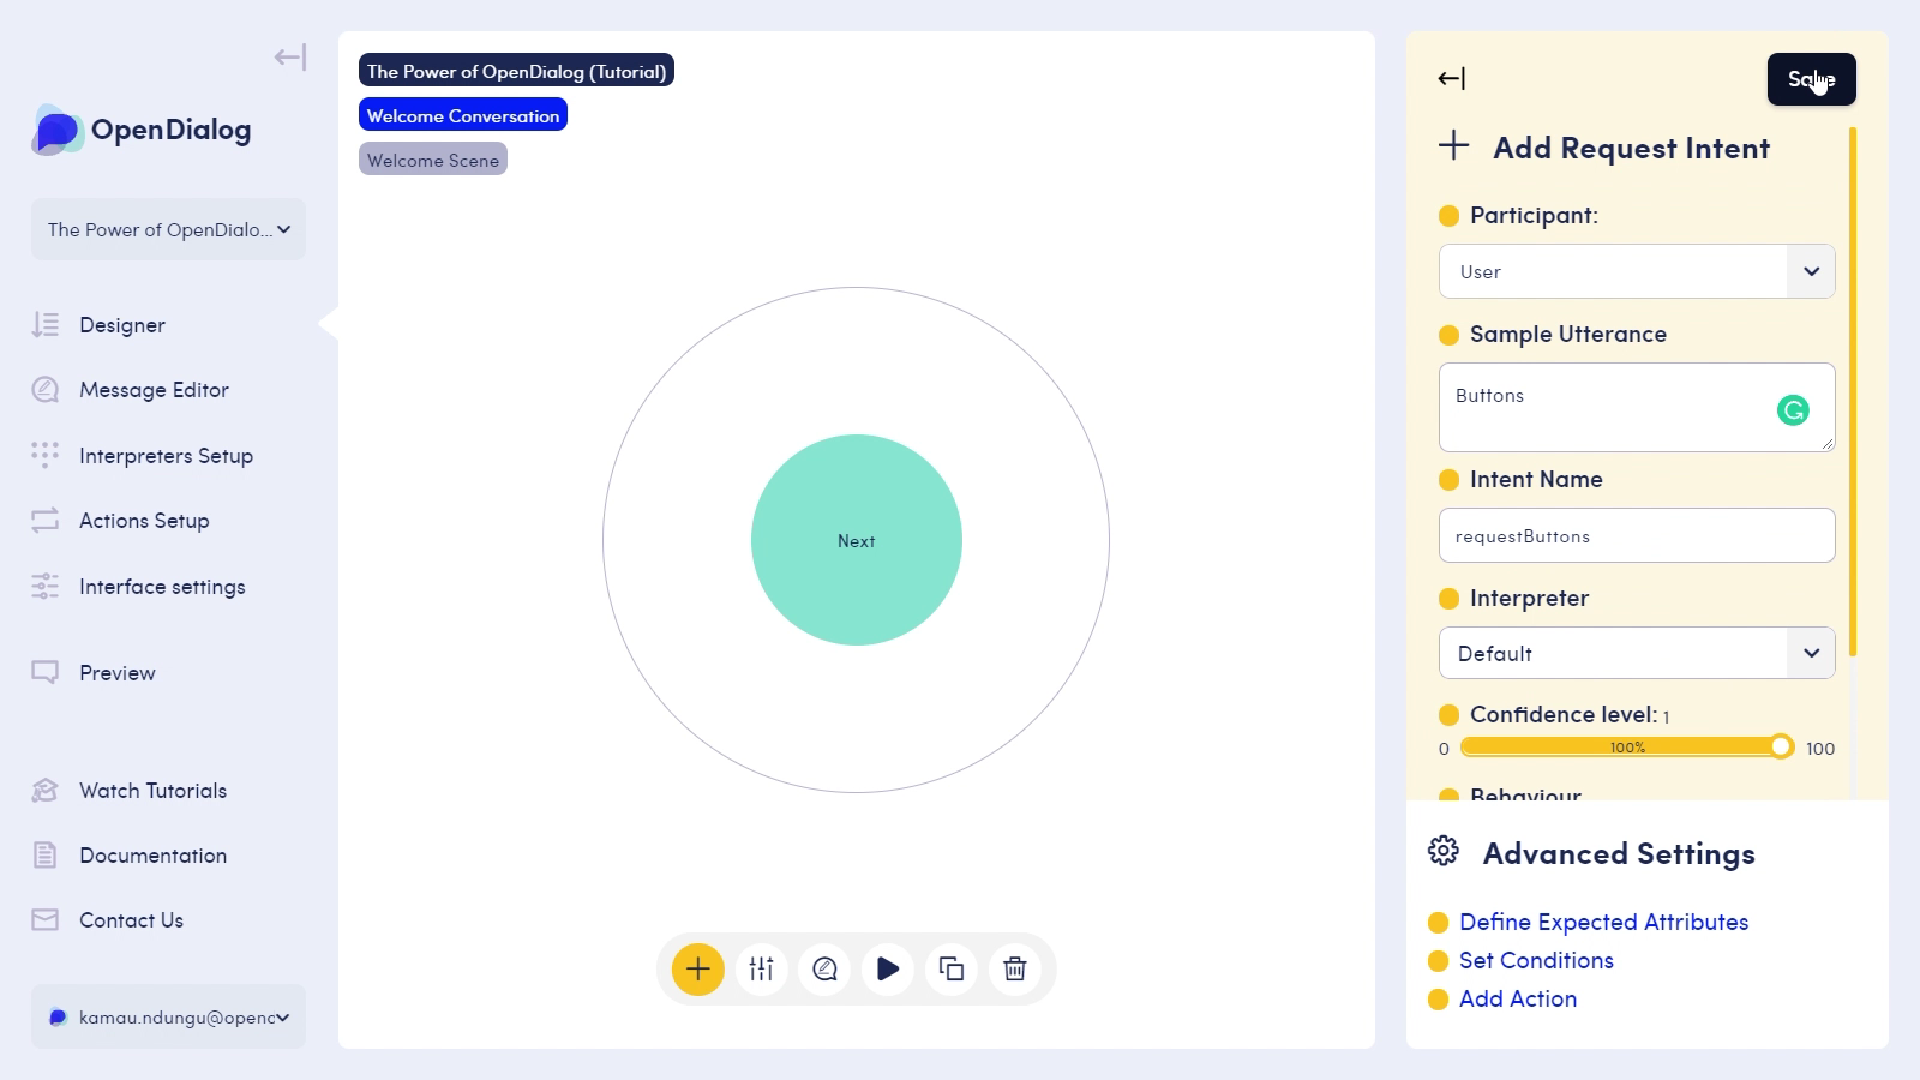 OpenDialog
The Power of OpenDialo...
Designer
Message Editor
Interpreters Setup
Actions Setup
Interface settings
Preview
Watch Tutorials
Documentation
Contact Us
kamau.ndungu@openc
The Power of OpenDialog (Tutorial)
Welcome Conversation
Welcome Scene
Next
Save
Add Request Intent
Participant:
User
Sample Utterance
Buttons
Intent Name
requestButtons
Interpreter
Default
Confidence level: 1
0 100% 100
Behaviour
Advanced Settings
Define Expected Attributes
Set Conditions
Add Action